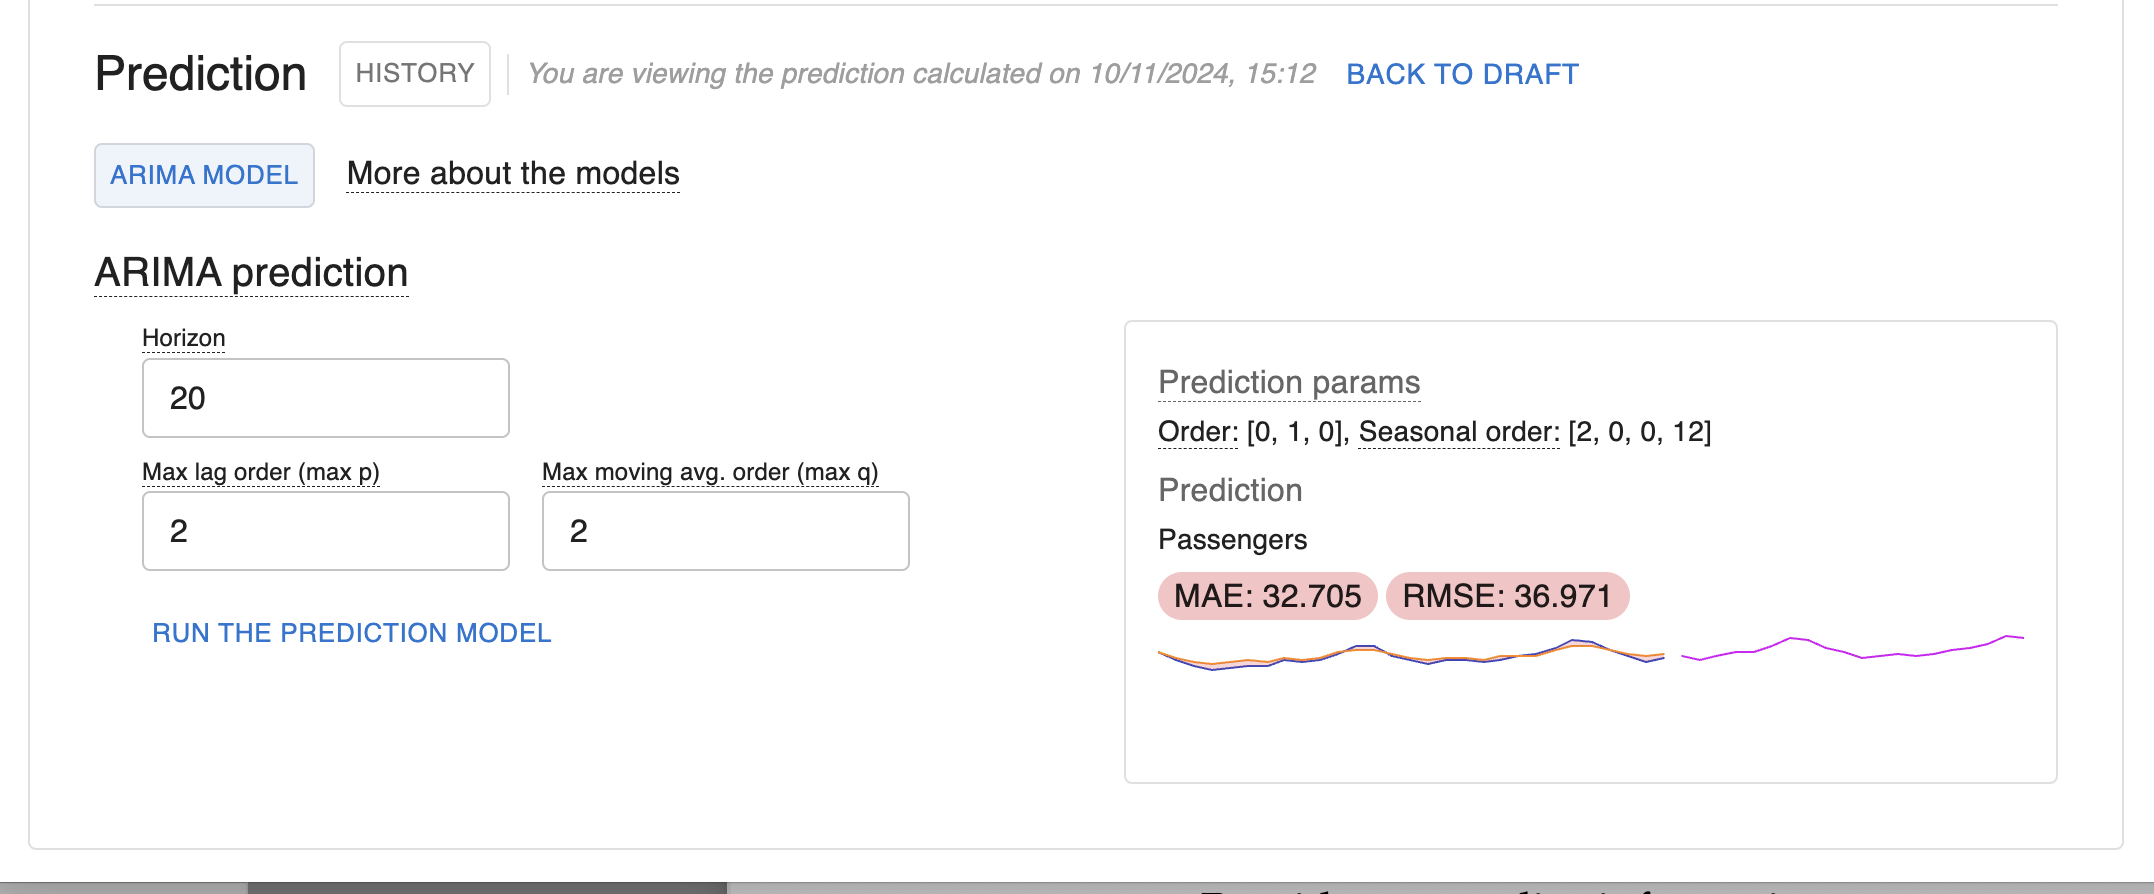 Prediction HISTORY You are viewing the prediction calculated on 10/11/2024, 15:12 BACK TO DRAFT
ARIMA MODEL More about the models
ARIMA prediction
Horizon
20
Max lag order (max p) Max moving avg. order (max q)
2 2
RUN THE PREDICTION MODEL
Prediction params
Order: [0, 1, 0], Seasonal order: [2, 0, 0, 12]
Prediction
Passengers
MAE: 32.705 RMSE: 36.971